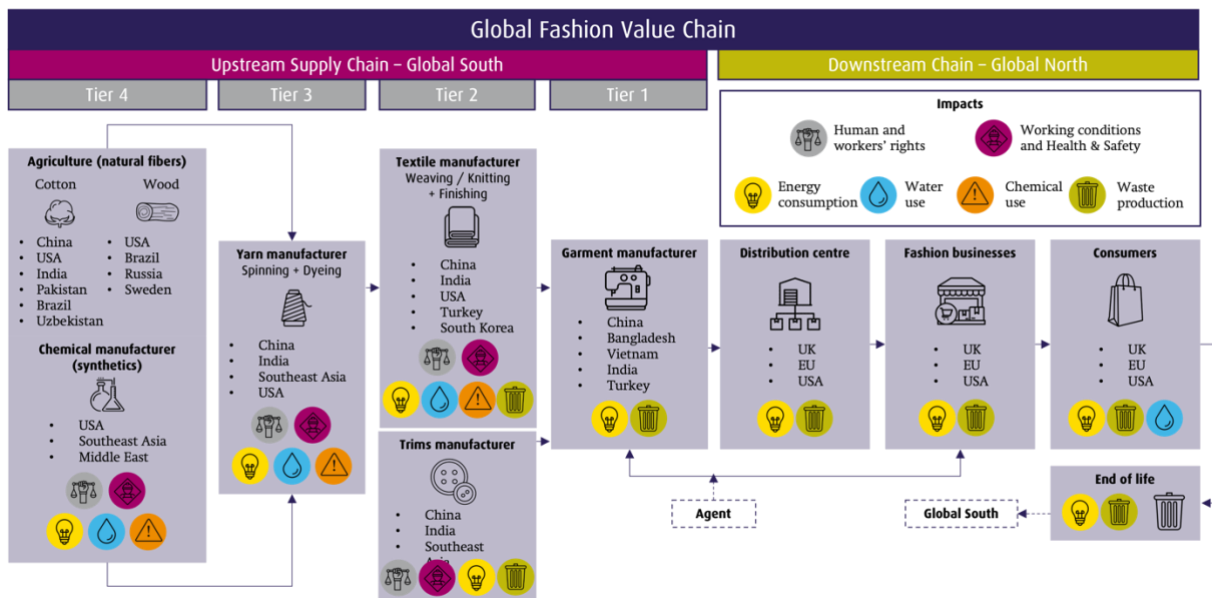 Global Fashion Value Chain
Upstream Supply Chain – Global South
Downstream Chain – Global North
Tier 4
Tier 3
Tier 2
Tier 1
Impacts
Human and
workers' rights
Working conditions
and Health & Safety
Energy
consumption
Water
use
Chemical
use
Waste
production
Agriculture (natural fibers)
Cotton
• China
• USA
• India
• Pakistan
• Brazil
• Uzbekistan
Wood
• USA
• Brazil
• Russia
• Sweden
Chemical manufacturer
(synthetics)
• USA
• Southeast Asia
• Middle East
Yarn manufacturer
Spinning + Dyeing
• China
• India
• Southeast Asia
• USA
Textile manufacturer
Weaving / Knitting
+ Finishing
• China
• India
• USA
• Turkey
• South Korea
Trims manufacturer
• China
• India
• Southeast
Garment manufacturer
• China
• Bangladesh
• Vietnam
• India
• Turkey
Distribution centre
• UK
• EU
• USA
Fashion businesses
• UK
• EU
• USA
Consumers
• UK
• EU
• USA
Agent
Global South
End of life